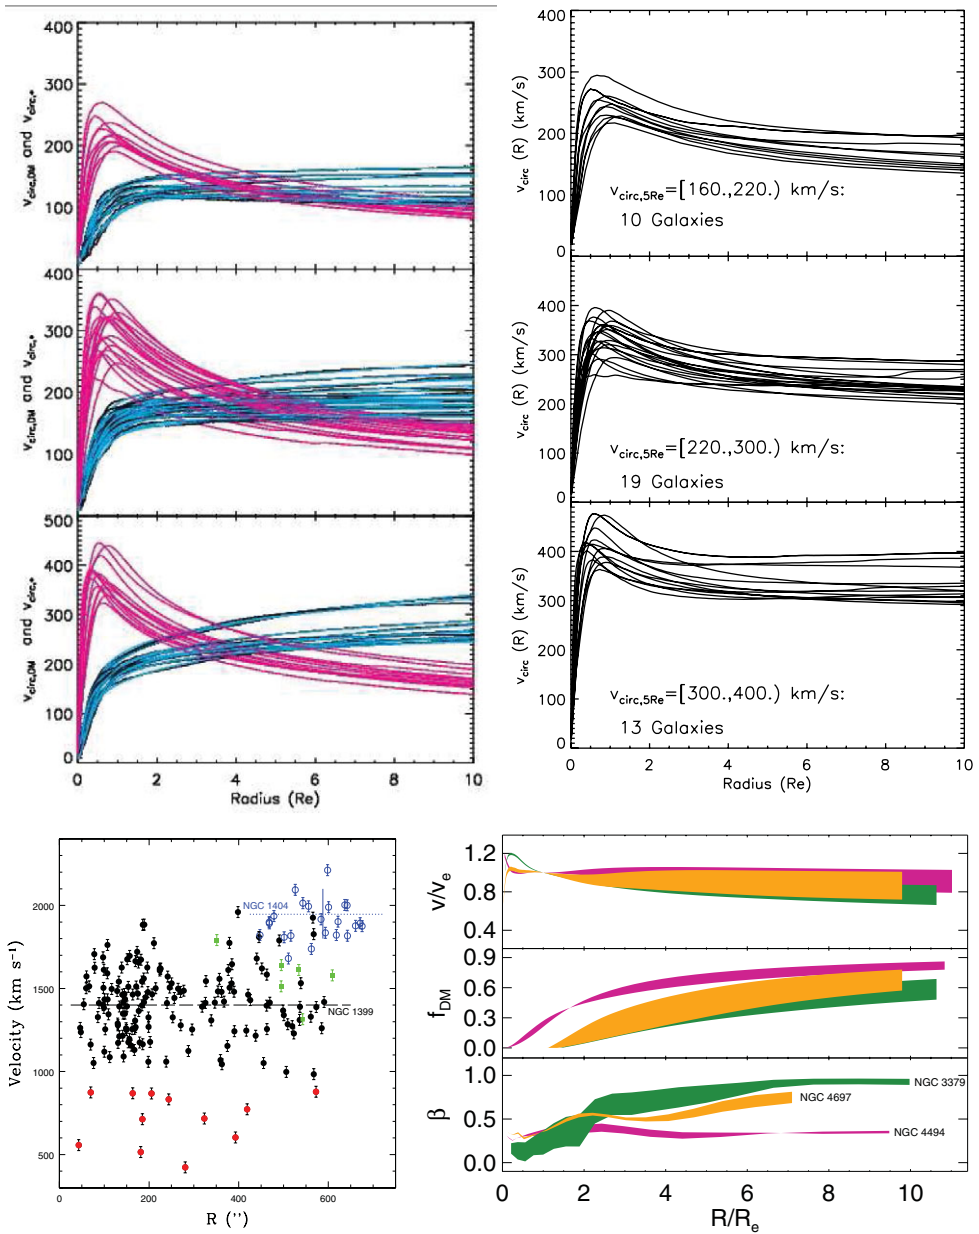 400
300
200
100
v_circ,DM and v_circ,*
400
300
200
100
v_circ,DM and v_circ,*
500
400
300
200
100
0
v_circ,DM and v_circ,*
0 2 4 6 8 10
Radius (Re)
400
300
200
100
0
v_circ (R) (km/s)
v_circ,5Re=[160.,220.) km/s:
10 Galaxies
400
300
200
100
0
v_circ (R) (km/s)
v_circ,5Re=[220.,300.) km/s:
19 Galaxies
400
300
200
100
0
v_circ (R) (km/s)
v_circ,5Re=[300.,400.) km/s:
13 Galaxies
0 2 4 6 8 10
Radius (Re)
2000
1500
1000
500
Velocity (km s⁻¹)
NGC 1404
NGC 1399
0 200 400 600
R (″)
1.2
0.8
0.4
v/v_e
0.9
0.6
0.3
0.0
f_DM
1.0
0.5
0.0
β
NGC 3379
NGC 4697
NGC 4494
0 2 4 6 8 10
R/R_e